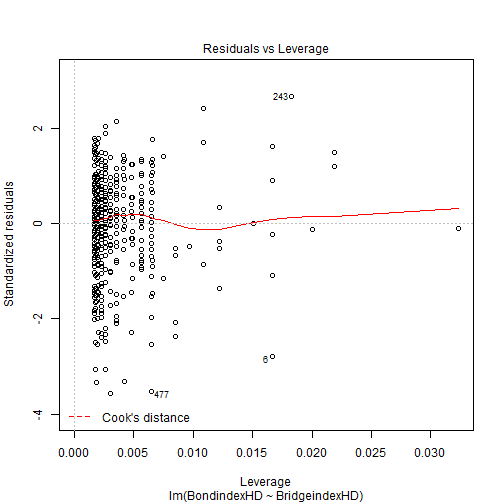 Residuals vs Leverage
Standardized residuals
2
0
-2
-4
243
6
477
Cook's distance
0.000 0.005 0.010 0.015 0.020 0.025 0.030
Leverage
lm(BondindexHD ~ BridgeindexHD)